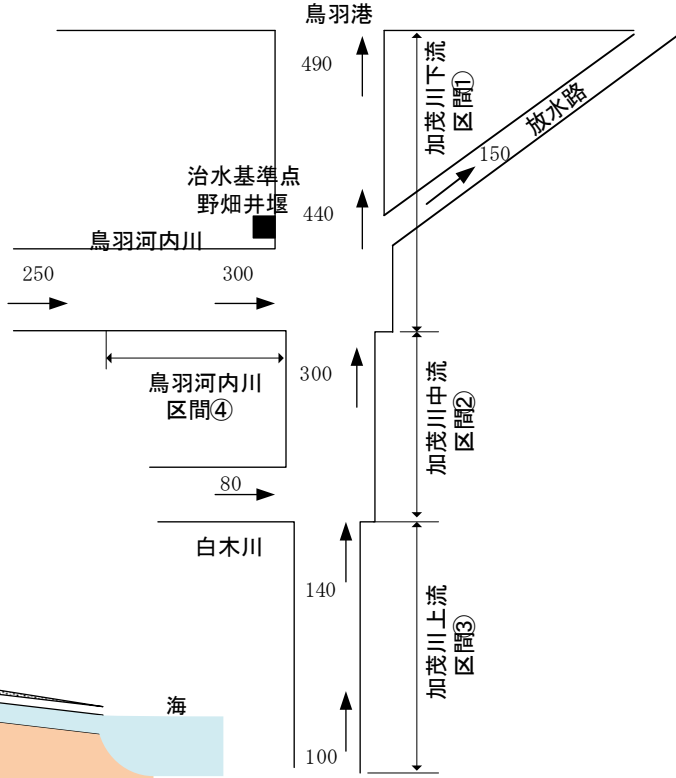 鳥羽港
490
加茂川下流
区間①
放水路
150
治水基準点
野畑井堰
440
鳥羽河内川
250
300
300
鳥羽河内川
区間④
加茂川中流
区間②
80
白木川
140
加茂川上流
区間③
海
100